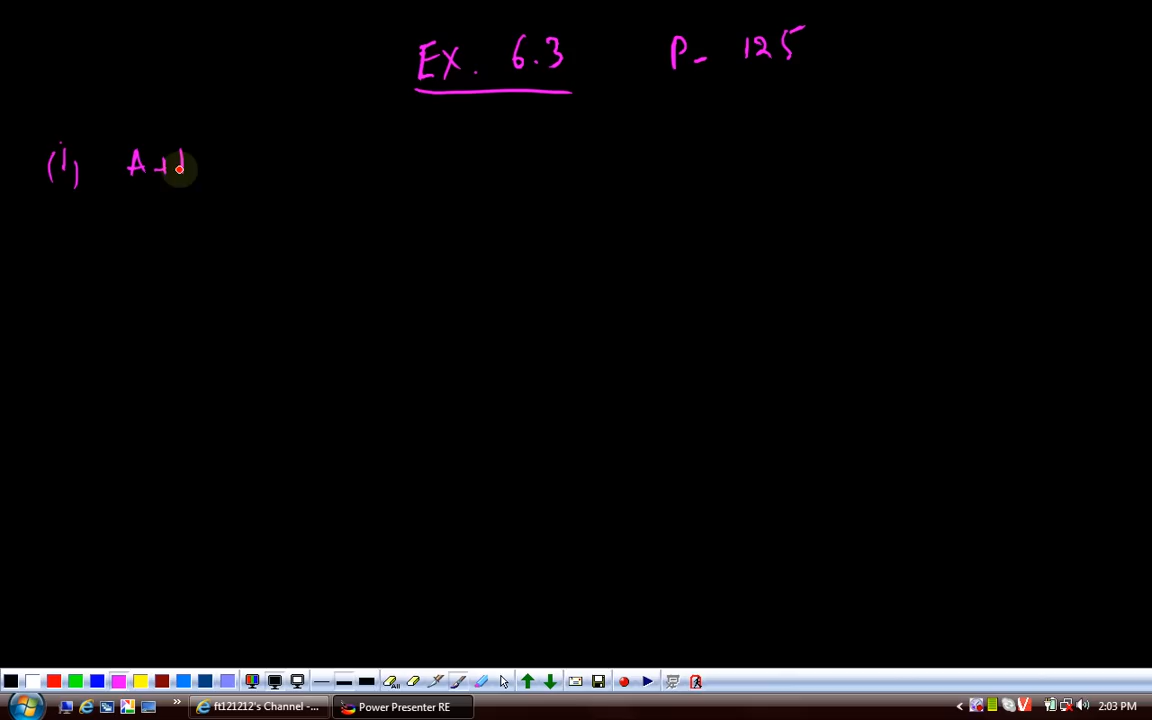 Ex. 6.3 P- 125
(i)
ft121212's Channel -...
Power Presenter RE
2:03 PM